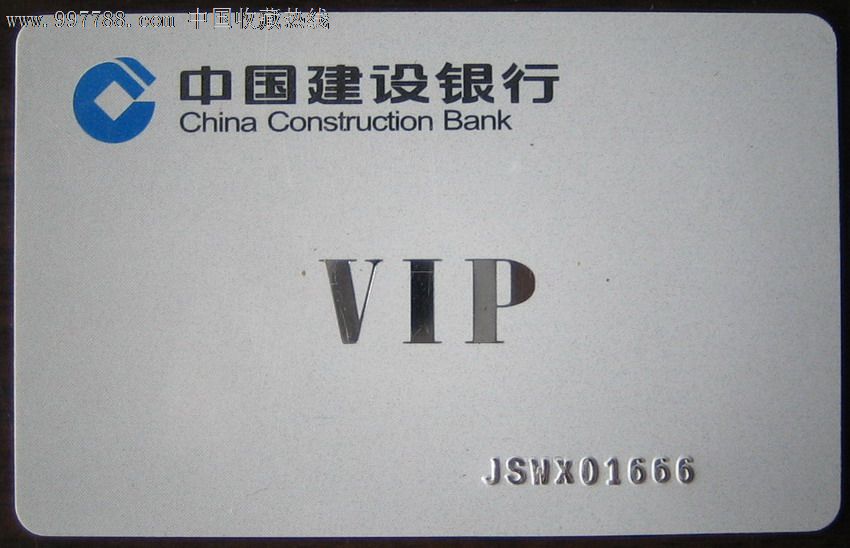 www.997788.com 中国收藏热线
中国建设银行
China Construction Bank
VIP
JSWX01666